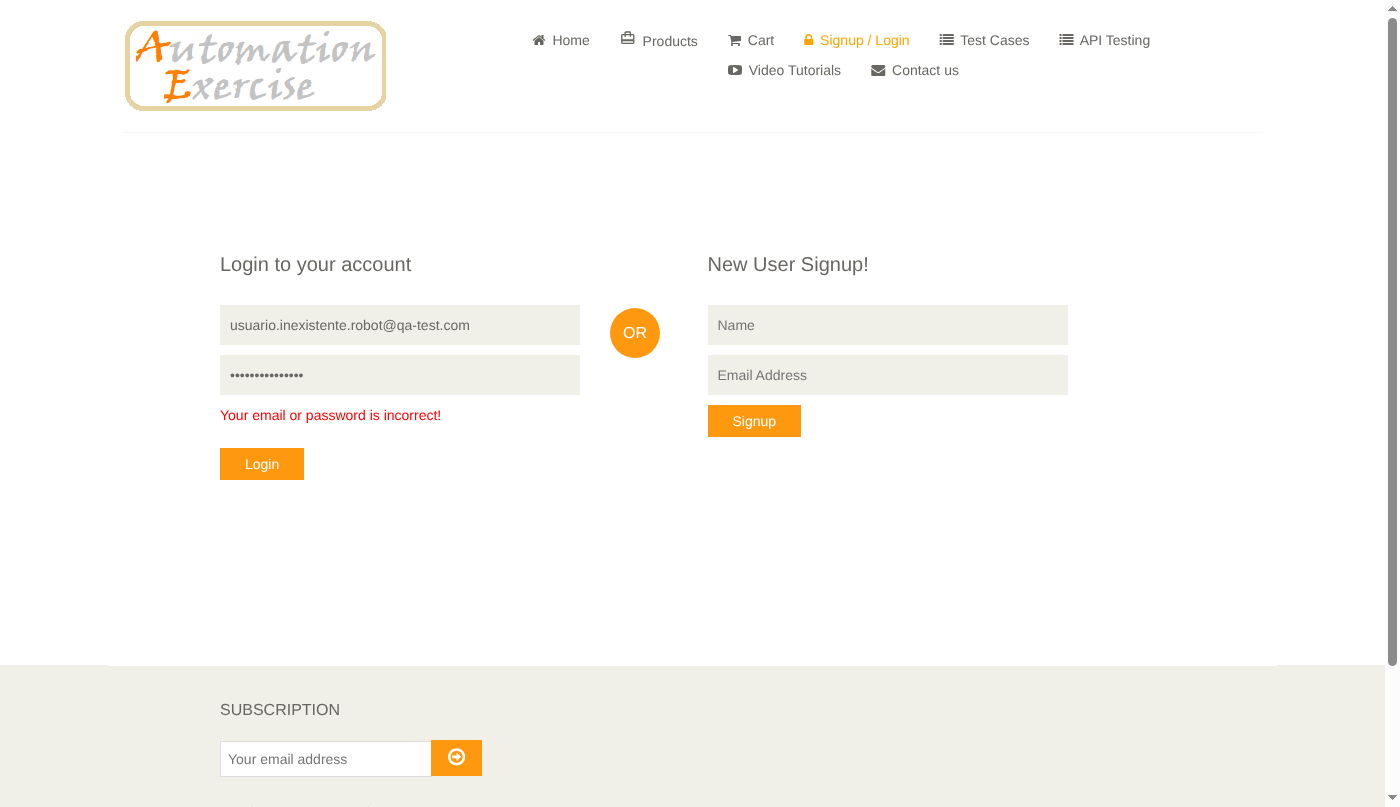 Automation
Exercise
Home
Products
Cart
Signup / Login
Test Cases
API Testing
Video Tutorials
Contact us
Login to your account
usuario.inexistente.robot@qa-test.com
•••••••••••••••
Your email or password is incorrect!
Login
OR
New User Signup!
Name
Email Address
Signup
SUBSCRIPTION
Your email address